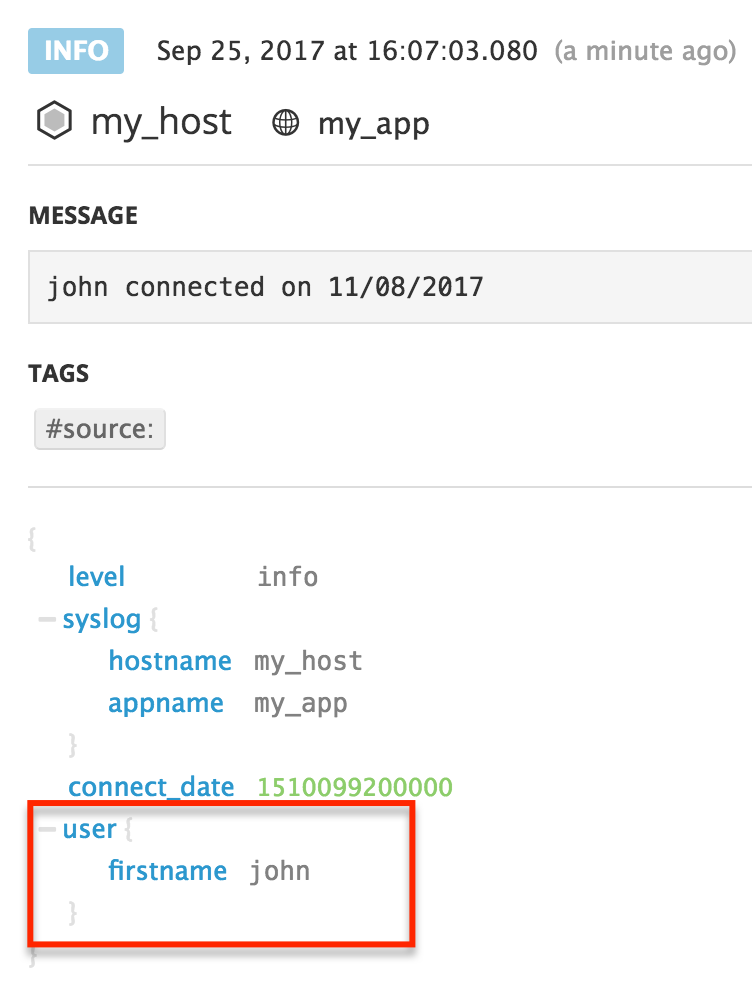 INFO Sep 25, 2017 at 16:07:03.080 (a minute ago)
my_host my_app
MESSAGE
john connected on 11/08/2017
TAGS
#source:
{
level info
syslog {
hostname my_host
appname my_app
}
connect_date 1510099200000
user {
firstname john
}
}